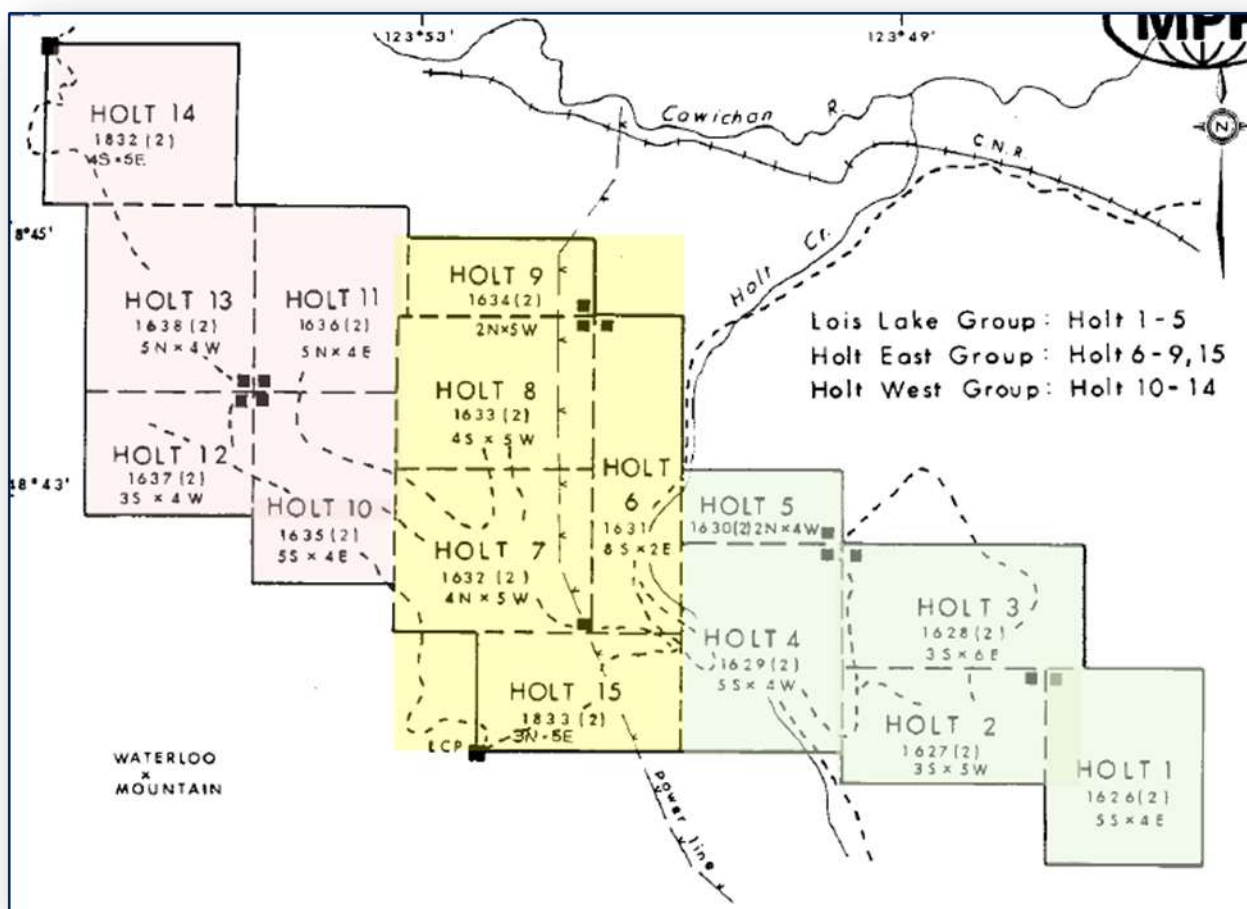 MPH
123°53'
123°49'
Cowichan R.
C.N.R.
N
HOLT 14
1832(2)
4S×5E
8°45'
Holt Cr.
HOLT 9
1634(2)
2N×5W
HOLT 13
1638(2)
5N×4W
HOLT 11
1636(2)
5N×4E
Lois Lake Group: Holt 1-5
Holt East Group: Holt 6-9,15
Holt West Group: Holt 10-14
HOLT 8
1633(2)
4S×5W
HOLT 12
1637(2)
3S×4W
48°43'
HOLT 10
1635(2)
5S×4E
HOLT 6
1631
8S×2E
HOLT 5
1630(2)2N×4W
HOLT 7
1632(2)
4N×5W
HOLT 4
1629(2)
5S×4W
HOLT 3
1628(2)
3S×6E
HOLT 15
1833(2)
3N-5E
LCP
HOLT 2
1627(2)
3S×5W
HOLT 1
1626(2)
5S×4E
WATERLOO
×
MOUNTAIN
power line